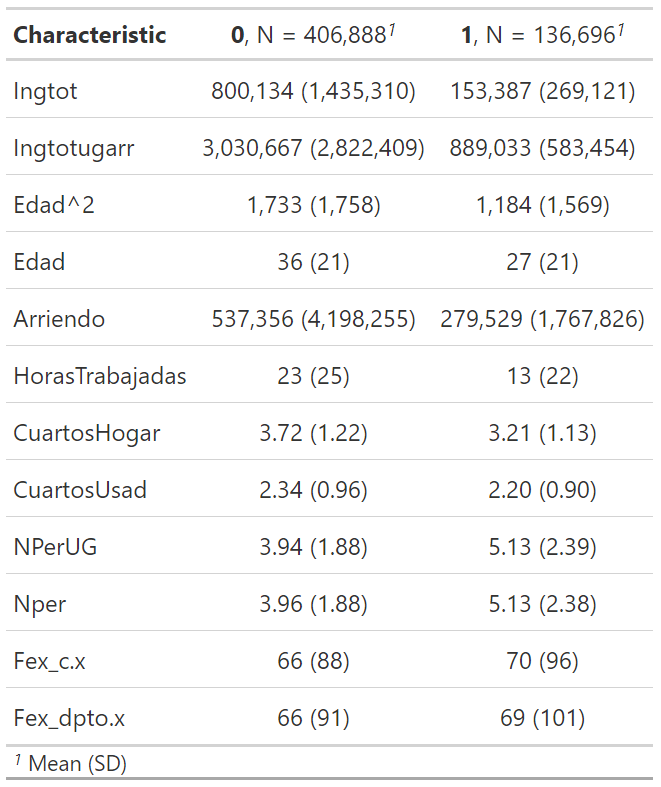 Characteristic 0, N = 406,888¹ 1, N = 136,696¹
Ingtot 800,134 (1,435,310) 153,387 (269,121)
Ingtotugarr 3,030,667 (2,822,409) 889,033 (583,454)
Edad^2 1,733 (1,758) 1,184 (1,569)
Edad 36 (21) 27 (21)
Arriendo 537,356 (4,198,255) 279,529 (1,767,826)
HorasTrabajadas 23 (25) 13 (22)
CuartosHogar 3.72 (1.22) 3.21 (1.13)
CuartosUsad 2.34 (0.96) 2.20 (0.90)
NPerUG 3.94 (1.88) 5.13 (2.39)
Nper 3.96 (1.88) 5.13 (2.38)
Fex_c.x 66 (88) 70 (96)
Fex_dpto.x 66 (91) 69 (101)
¹ Mean (SD)